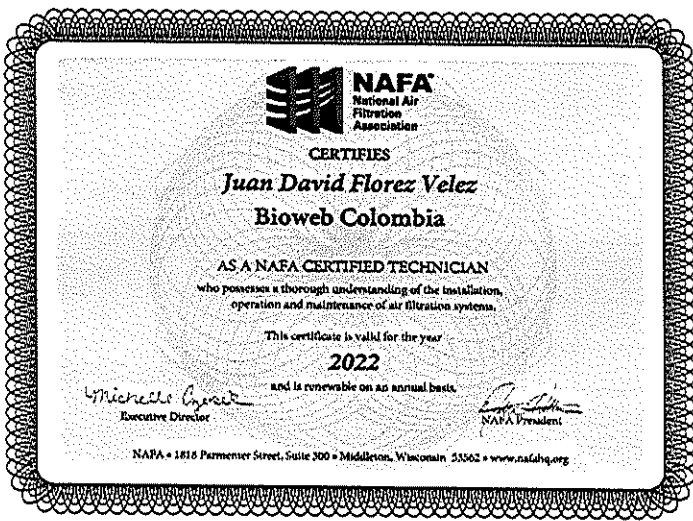 NAFA®
National Air
Filtration
Association
CERTIFIES
Juan David Florez Velez
Bioweb Colombia
AS A NAFA CERTIFIED TECHNICIAN
who possesses a thorough understanding of the installation,
operation and maintenance of air filtration systems.
This certificate is valid for the year
2022
and is renewable on an annual basis.
Michelle
Executive Director
NAFA President
NAFA • 1818 Parmenter Street, Suite 300 • Middleton, Wisconsin 53562 • www.nafahq.org